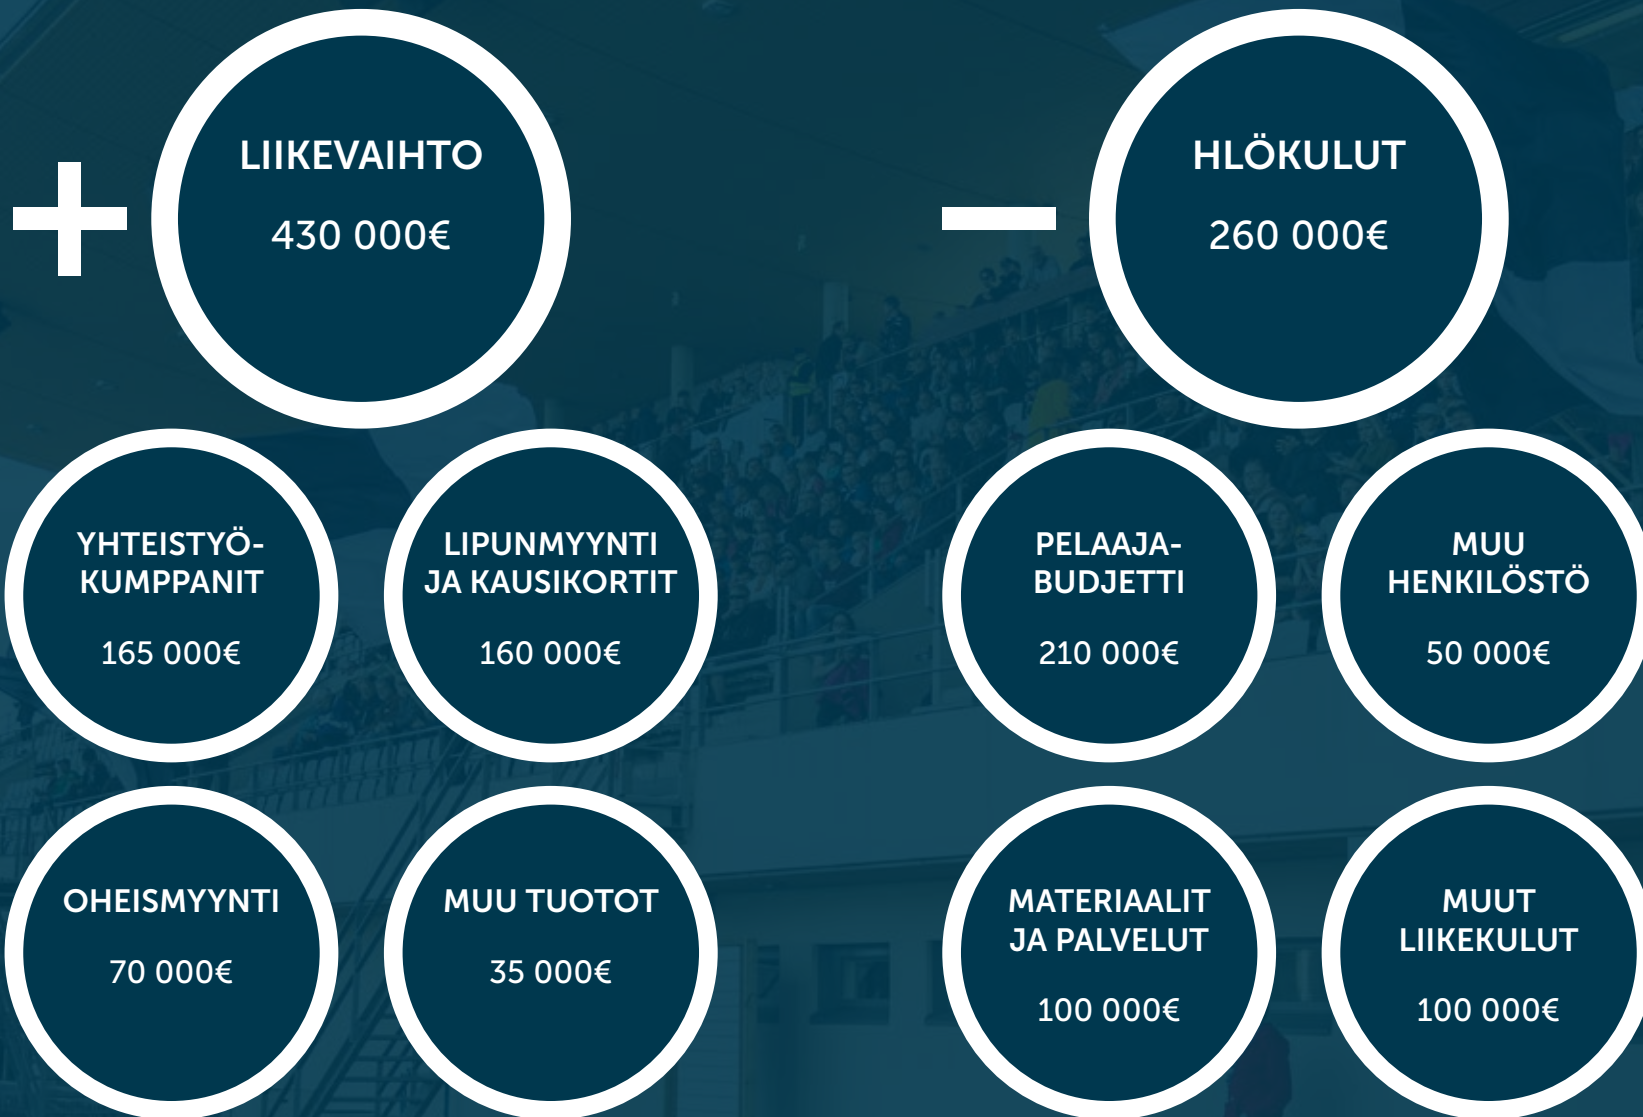 +
LIIKEVAIHTO
430 000€
YHTEISTYÖ-
KUMPPANIT
165 000€
LIPUNMYYNTI
JA KAUSIKORTIT
160 000€
OHEISMYYNTI
70 000€
MUU TUOTOT
35 000€
−
HLÖKULUT
260 000€
PELAAJA-
BUDJETTI
210 000€
MUU
HENKILÖSTÖ
50 000€
MATERIAALIT
JA PALVELUT
100 000€
MUUT
LIIKEKULUT
100 000€